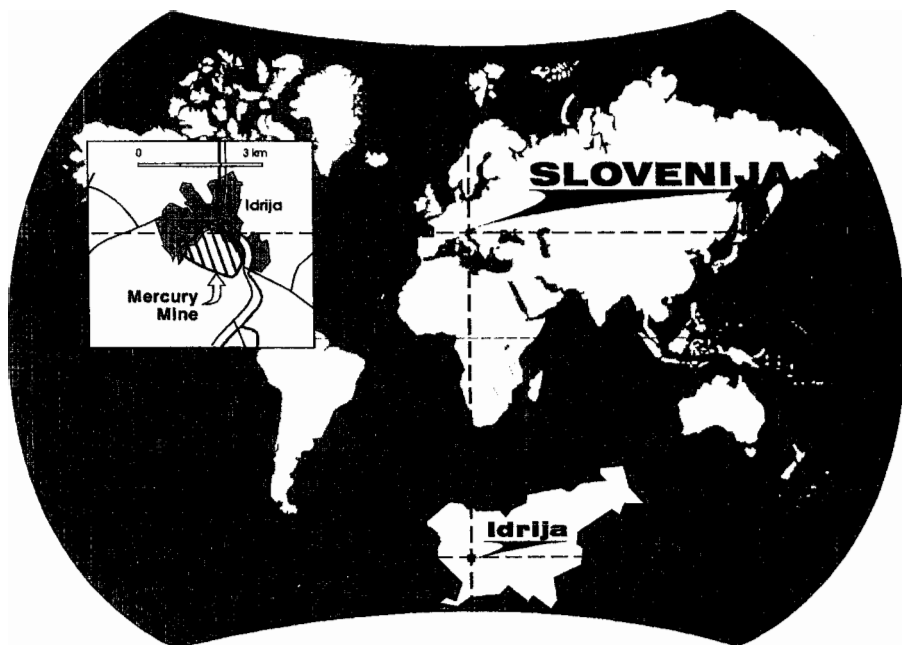 SLOVENIJA
0 3 km
Idrija
Mercury
Mine
Idrija